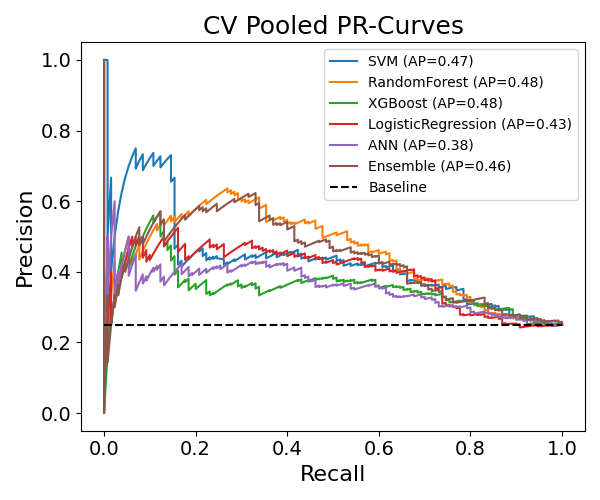 CV Pooled PR-Curves
SVM (AP=0.47)
RandomForest (AP=0.48)
XGBoost (AP=0.48)
LogisticRegression (AP=0.43)
ANN (AP=0.38)
Ensemble (AP=0.46)
Baseline
Precision
1.0
0.8
0.6
0.4
0.2
0.0
0.0 0.2 0.4 0.6 0.8 1.0
Recall